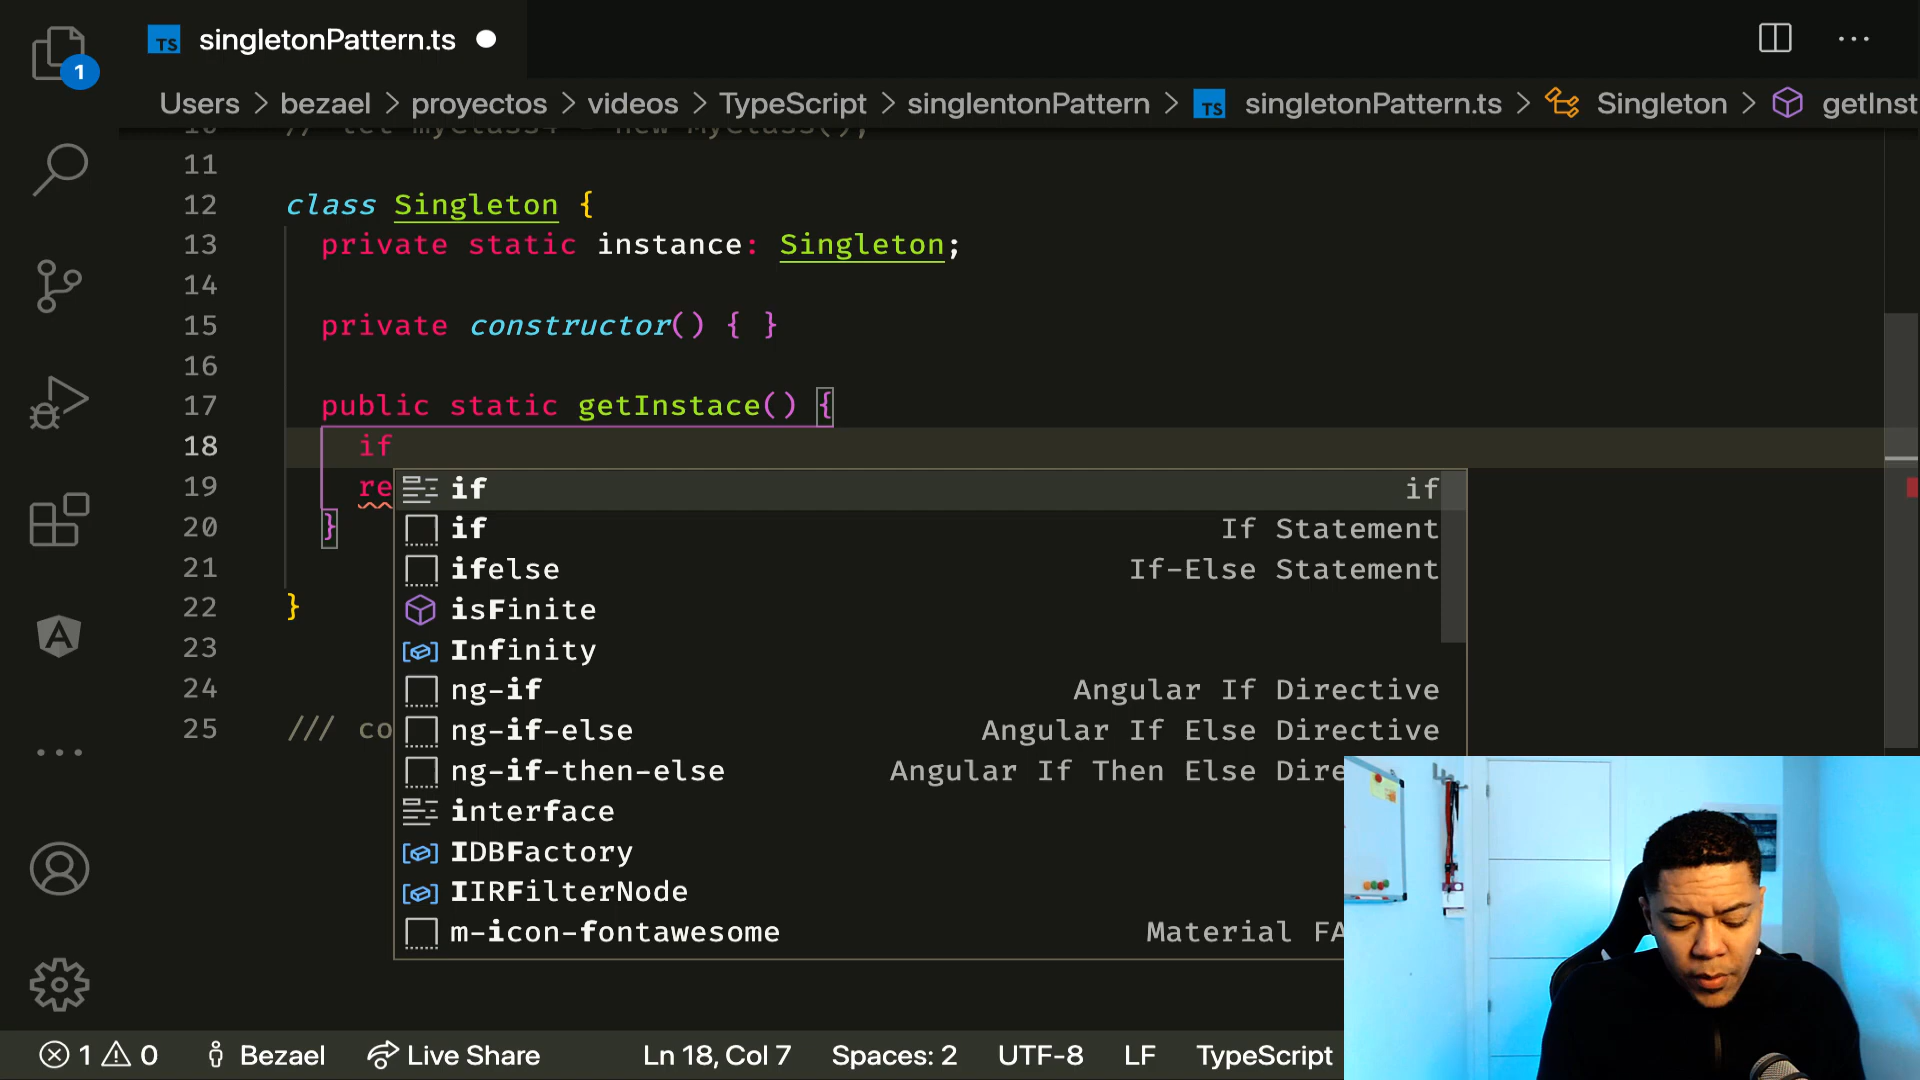 TS singletonPattern.ts
1
Users > bezael > proyectos > videos > TypeScript > singlentonPattern > TS singletonPattern.ts > Singleton > getInst
11
12 class Singleton {
13 private static instance: Singleton;
14
15 private constructor() { }
16
17 public static getInstace() {
18 if
19 re
20 }
21
22 }
23
24
25 /// co
if if
if If Statement
ifelse If-Else Statement
isFinite
Infinity
ng-if Angular If Directive
ng-if-else Angular If Else Directive
ng-if-then-else Angular If Then Else Dire
interface
IDBFactory
IIRFilterNode
m-icon-fontawesome Material FA
1 0 Bezael Live Share Ln 18, Col 7 Spaces: 2 UTF-8 LF TypeScript